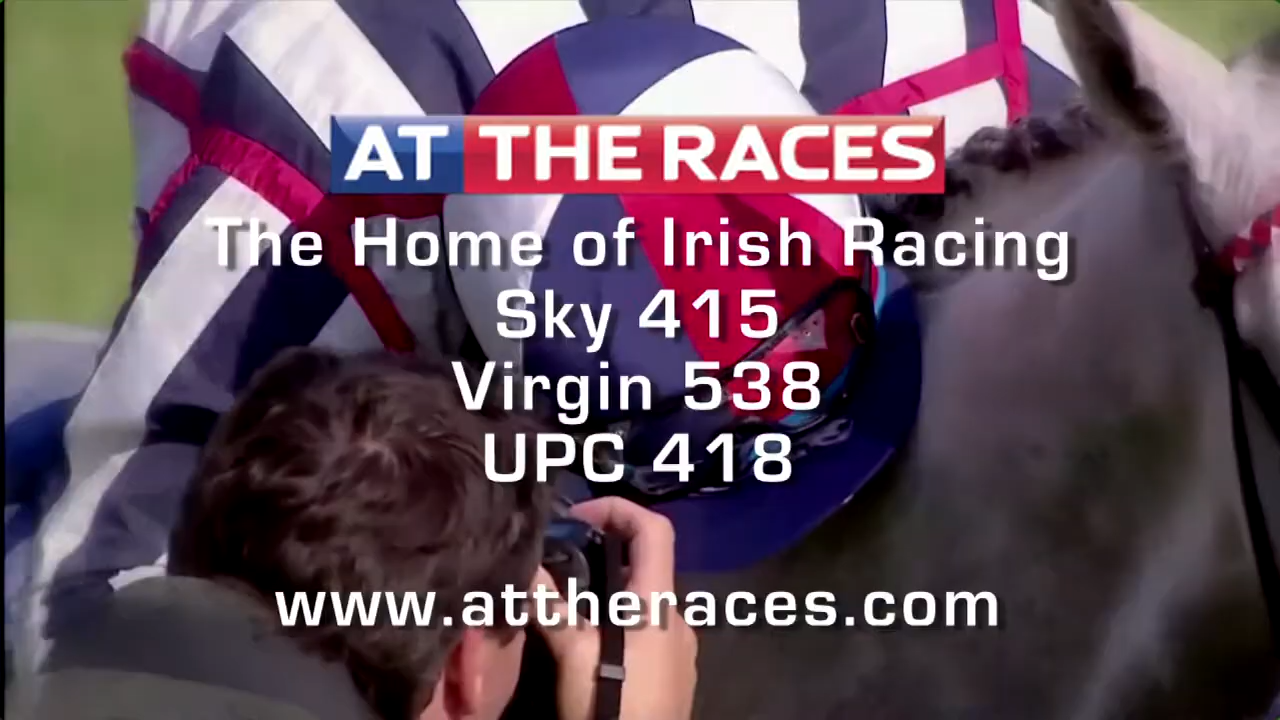 AT THE RACES
The Home of Irish Racing
Sky 415
Virgin 538
UPC 418
www.attheraces.com